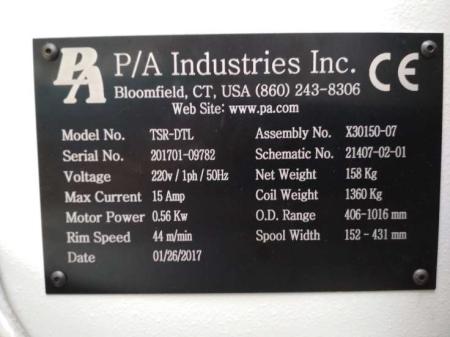 PA P/A Industries Inc. CE
Bloomfield, CT, USA (860) 243-8306
Web Site: www.pa.com
Model No. TSR-DTL Assembly No. X30150-07
Serial No. 201701-09782 Schematic No. 21407-02-01
Voltage 220v / 1ph / 50Hz Net Weight 158 Kg
Max Current 15 Amp Coil Weight 1360 Kg
Motor Power 0.56 Kw O.D. Range 406-1016 mm
Rim Speed 44 m/min Spool Width 152 - 431 mm
Date 01/26/2017